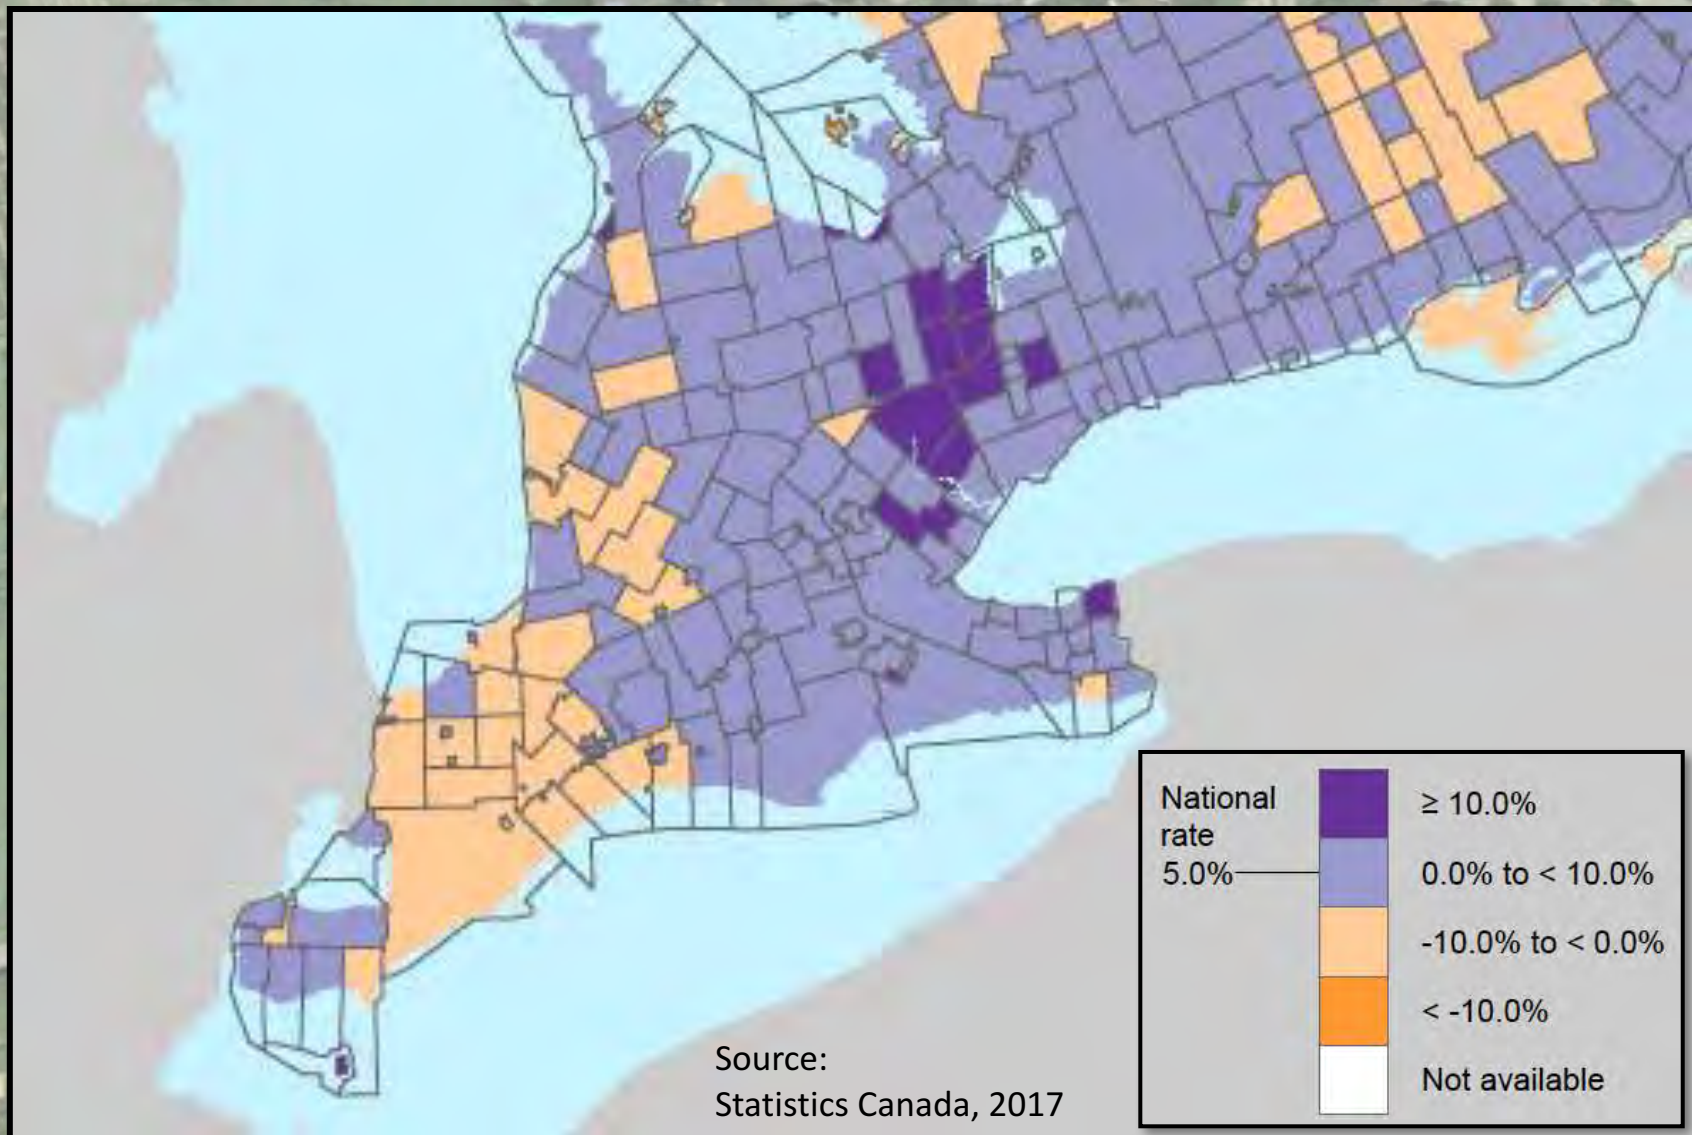 National
rate
5.0%
≥ 10.0%
0.0% to < 10.0%
-10.0% to < 0.0%
< -10.0%
Not available
Source:
Statistics Canada, 2017